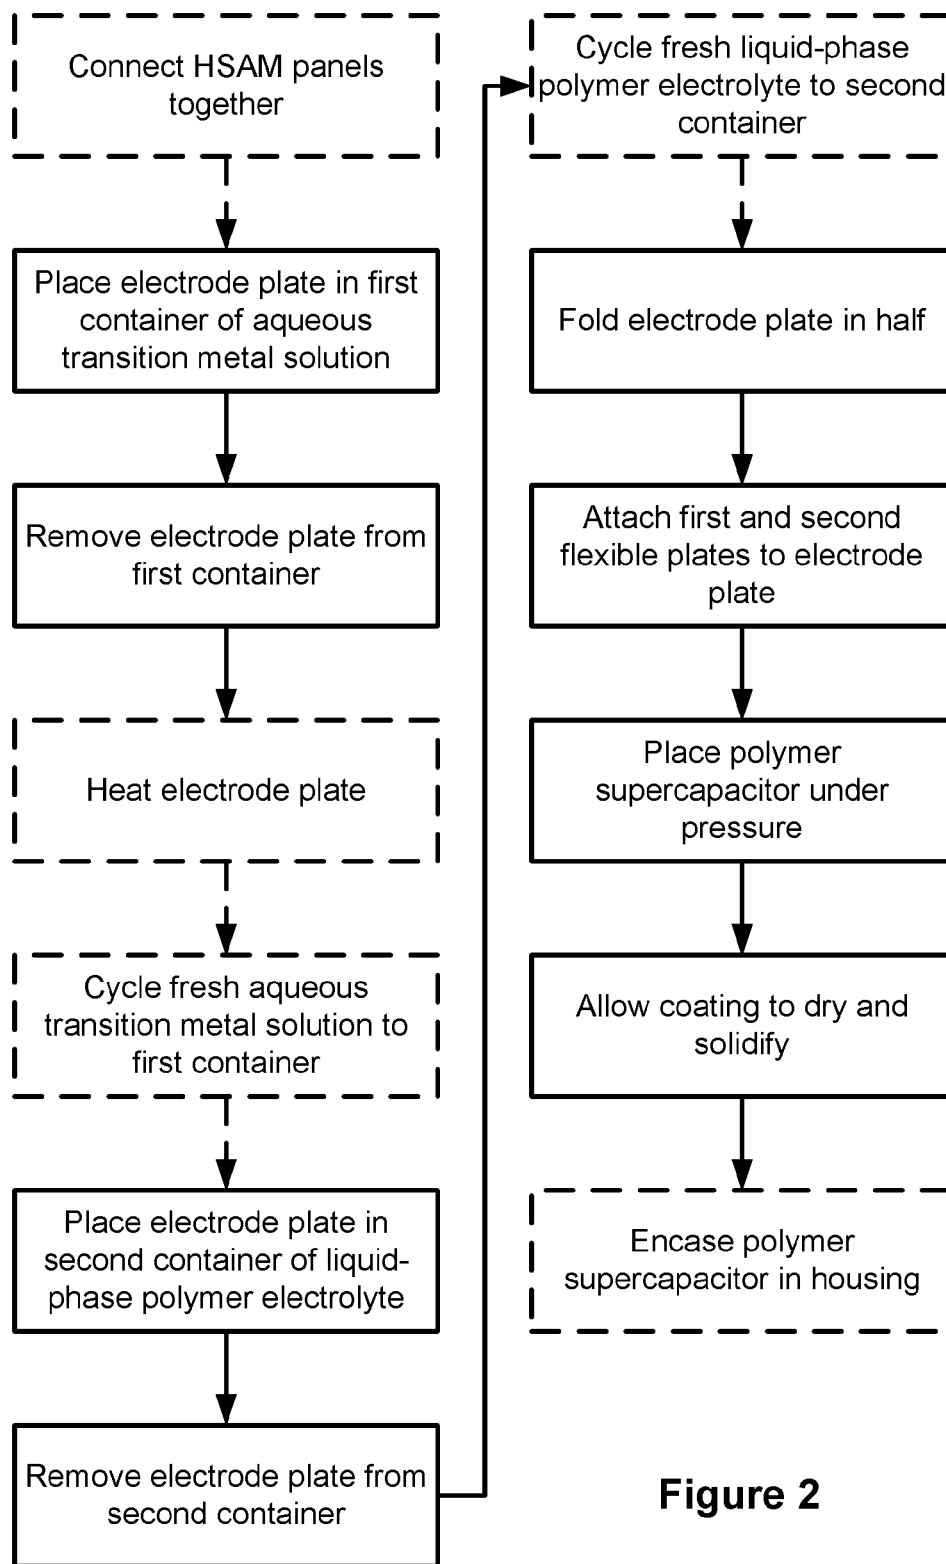 Connect HSAM panels
together
Place electrode plate in first
container of aqueous
transition metal solution
Remove electrode plate from
first container
Heat electrode plate
Cycle fresh aqueous
transition metal solution to
first container
Place electrode plate in
second container of liquid-
phase polymer electrolyte
Remove electrode plate from
second container
Cycle fresh liquid-phase
polymer electrolyte to second
container
Fold electrode plate in half
Attach first and second
flexible plates to electrode
plate
Place polymer
supercapacitor under
pressure
Allow coating to dry and
solidify
Encase polymer
supercapacitor in housing
Figure 2